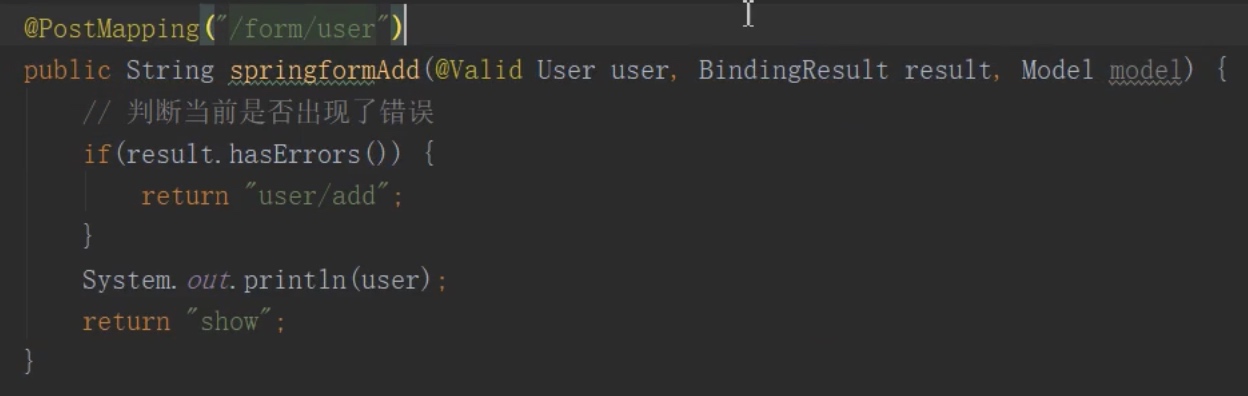 @PostMapping("/form/user")
public String springformAdd(@Valid User user, BindingResult result, Model model) {
// 判断当前是否出现了错误
if(result.hasErrors()) {
return "user/add";
}
System.out.println(user);
return "show";
}